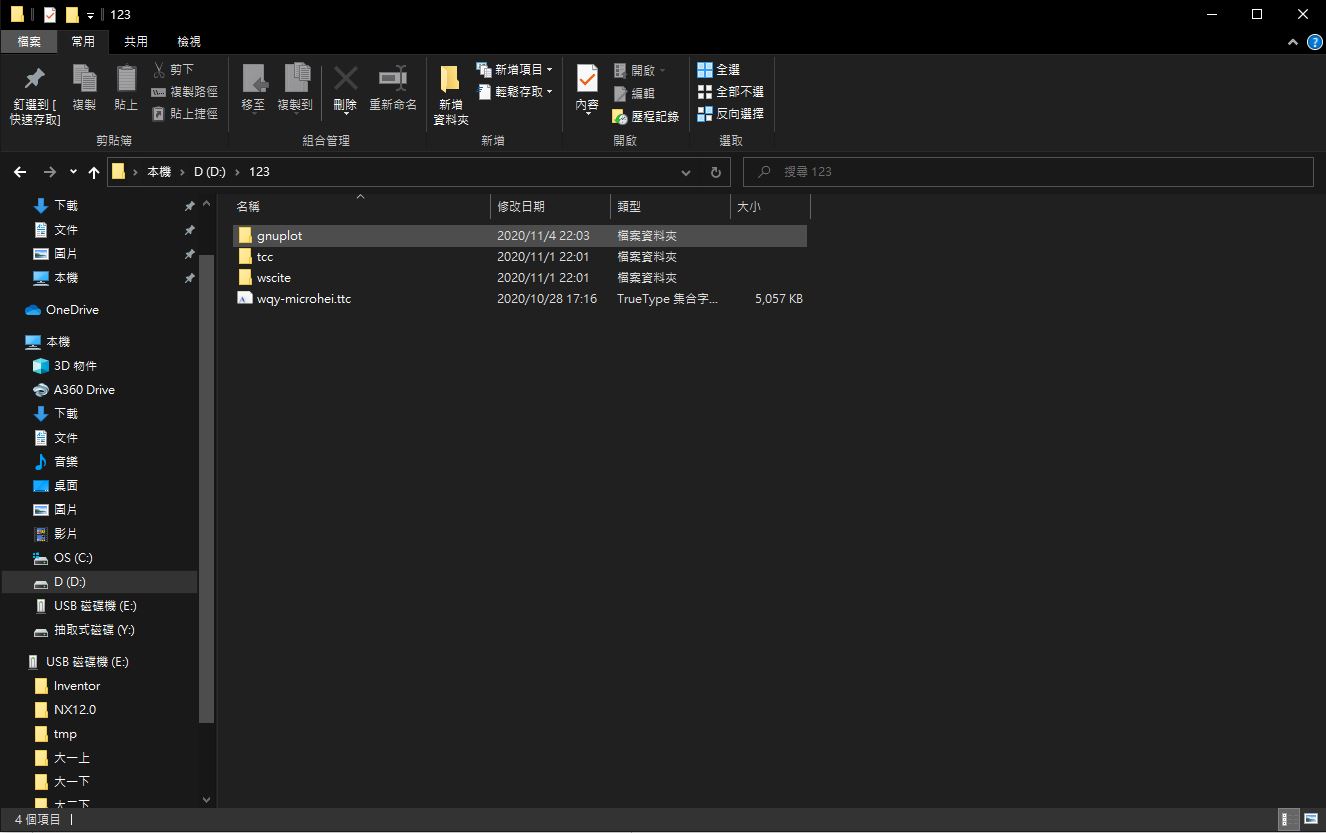 123
檔案 常用 共用 檢視
釘選到 [
快速存取]
複製
貼上
剪下
複製路徑
貼上捷徑
剪貼簿
移至
複製到
刪除
重新命名
組合管理
新增
資料夾
新增項目
輕鬆存取
新增
內容
開啟
編輯
歷程記錄
開啟
全選
全部不選
反向選擇
選取
本機 › D (D:) › 123
搜尋 123
下載
文件
圖片
本機
OneDrive
本機
3D 物件
A360 Drive
下載
文件
音樂
桌面
圖片
影片
OS (C:)
D (D:)
USB 磁碟機 (E:)
抽取式磁碟 (Y:)
USB 磁碟機 (E:)
Inventor
NX12.0
tmp
大一上
大一下
大二下
名稱 修改日期 類型 大小
gnuplot 2020/11/4 22:03 檔案資料夾
tcc 2020/11/1 22:01 檔案資料夾
wscite 2020/11/1 22:01 檔案資料夾
wqy-microhei.ttc 2020/10/28 17:16 TrueType 集合字... 5,057 KB
4 個項目